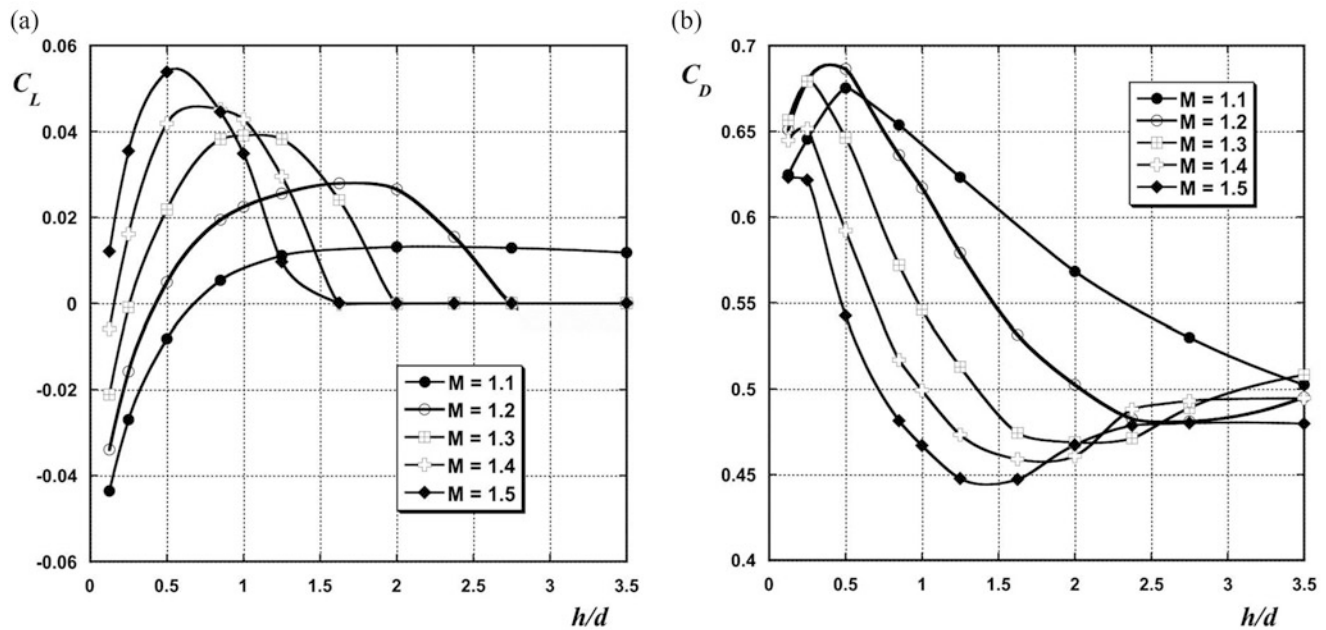 (a)
0.06
C_L
0.04
0.02
0
-0.02
-0.04
-0.06
M = 1.1
M = 1.2
M = 1.3
M = 1.4
M = 1.5
0 0.5 1 1.5 2 2.5 3 3.5
h/d
(b)
0.7
C_D
0.65
0.6
0.55
0.5
0.45
0.4
M = 1.1
M = 1.2
M = 1.3
M = 1.4
M = 1.5
0 0.5 1 1.5 2 2.5 3 3.5
h/d